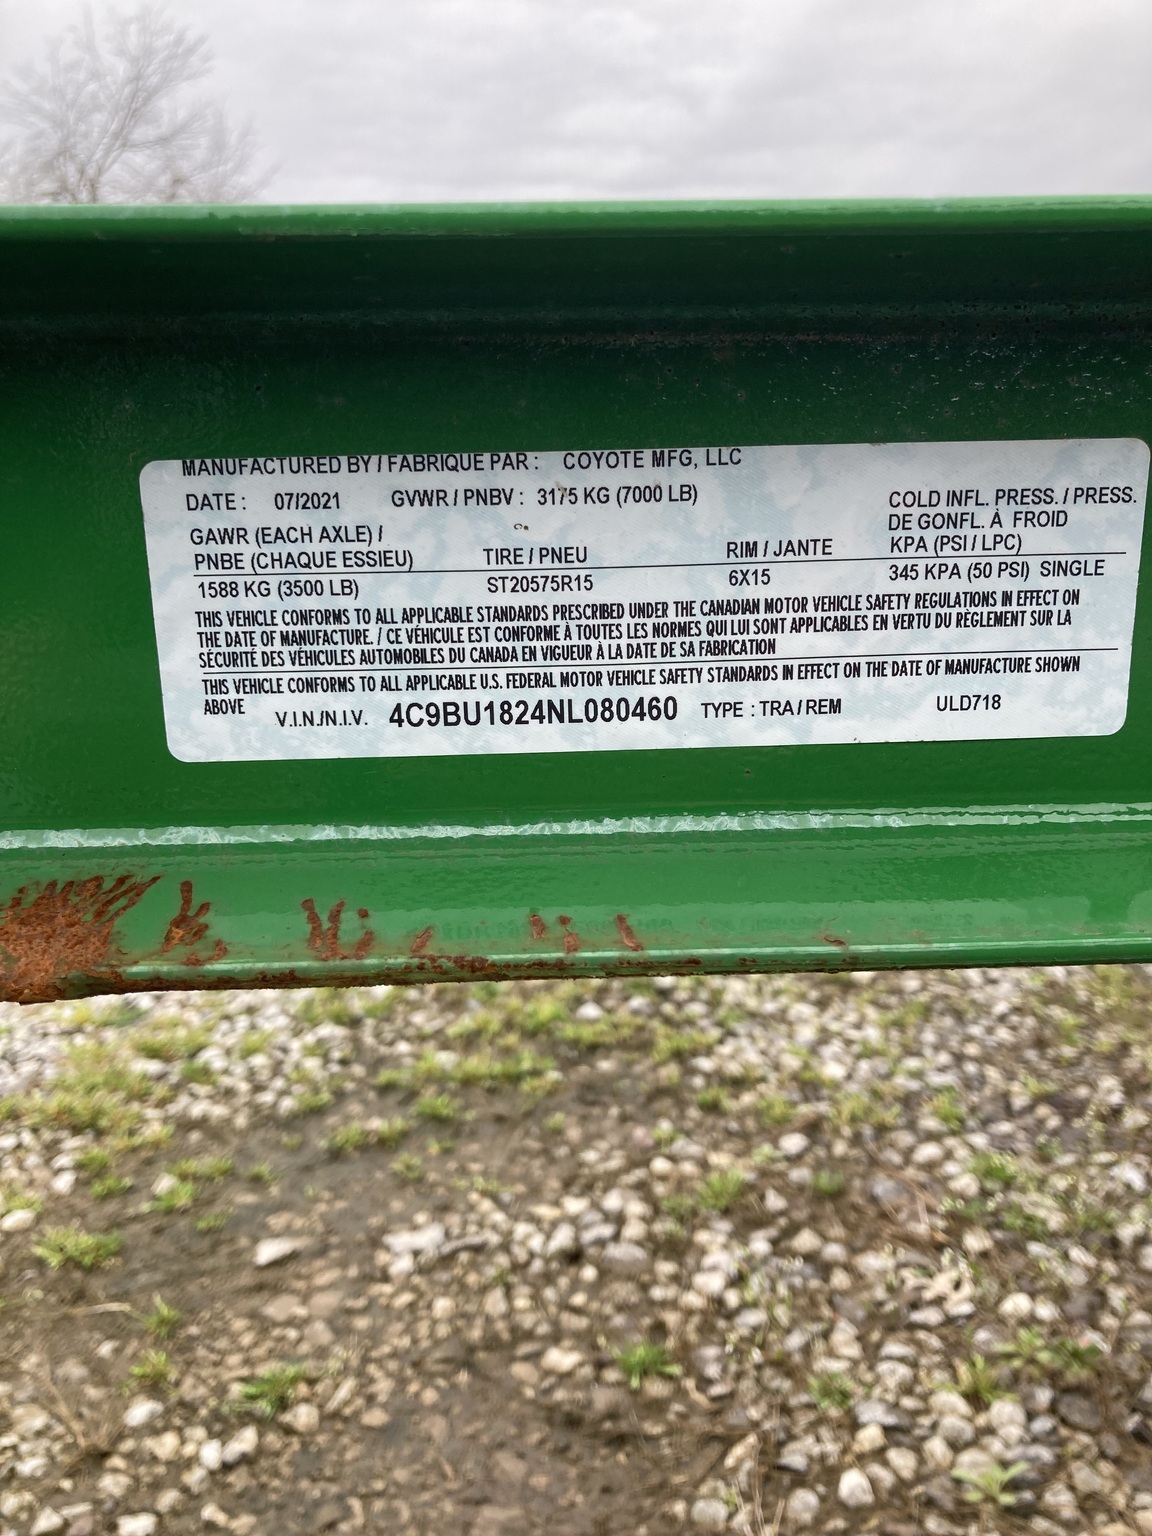 MANUFACTURED BY / FABRIQUE PAR : COYOTE MFG, LLC
DATE : 07/2021 GVWR / PNBV : 3175 KG (7000 LB)
GAWR (EACH AXLE) /
PNBE (CHAQUE ESSIEU) TIRE / PNEU RIM / JANTE
COLD INFL. PRESS. / PRESS.
DE GONFL. À FROID
KPA (PSI / LPC)
1588 KG (3500 LB) ST20575R15 6X15 345 KPA (50 PSI) SINGLE
THIS VEHICLE CONFORMS TO ALL APPLICABLE STANDARDS PRESCRIBED UNDER THE CANADIAN MOTOR VEHICLE SAFETY REGULATIONS IN EFFECT ON
THE DATE OF MANUFACTURE. / CE VÉHICULE EST CONFORME À TOUTES LES NORMES QUI LUI SONT APPLICABLES EN VERTU DU RÈGLEMENT SUR LA
SÉCURITÉ DES VÉHICULES AUTOMOBILES DU CANADA EN VIGUEUR À LA DATE DE SA FABRICATION
THIS VEHICLE CONFORMS TO ALL APPLICABLE U.S. FEDERAL MOTOR VEHICLE SAFETY STANDARDS IN EFFECT ON THE DATE OF MANUFACTURE SHOWN
ABOVE V.I.N./N.I.V. 4C9BU1824NL080460 TYPE : TRA / REM ULD718